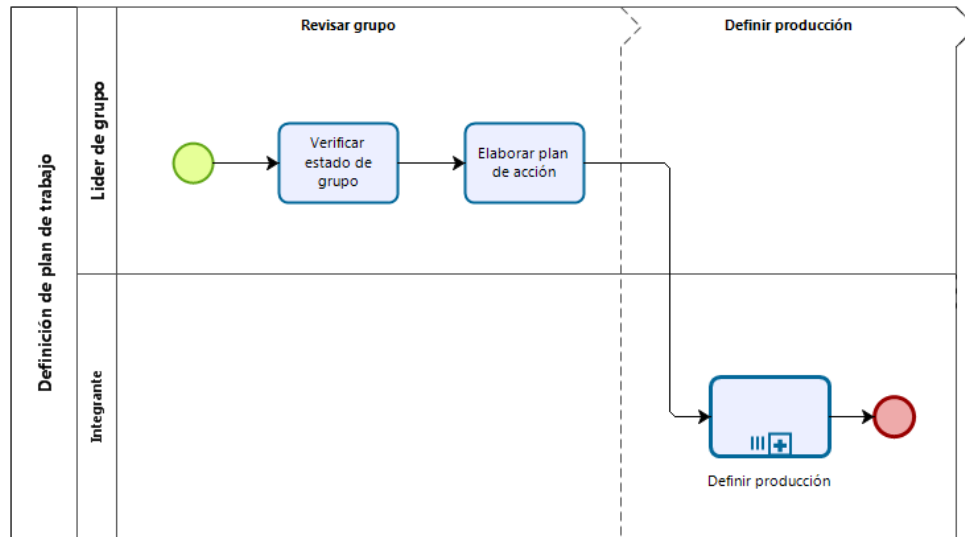 Revisar grupo
Definir producción
Definición de plan de trabajo
Lider de grupo
Verificar
estado de
grupo
Elaborar plan
de acción
Integrante
Definir producción